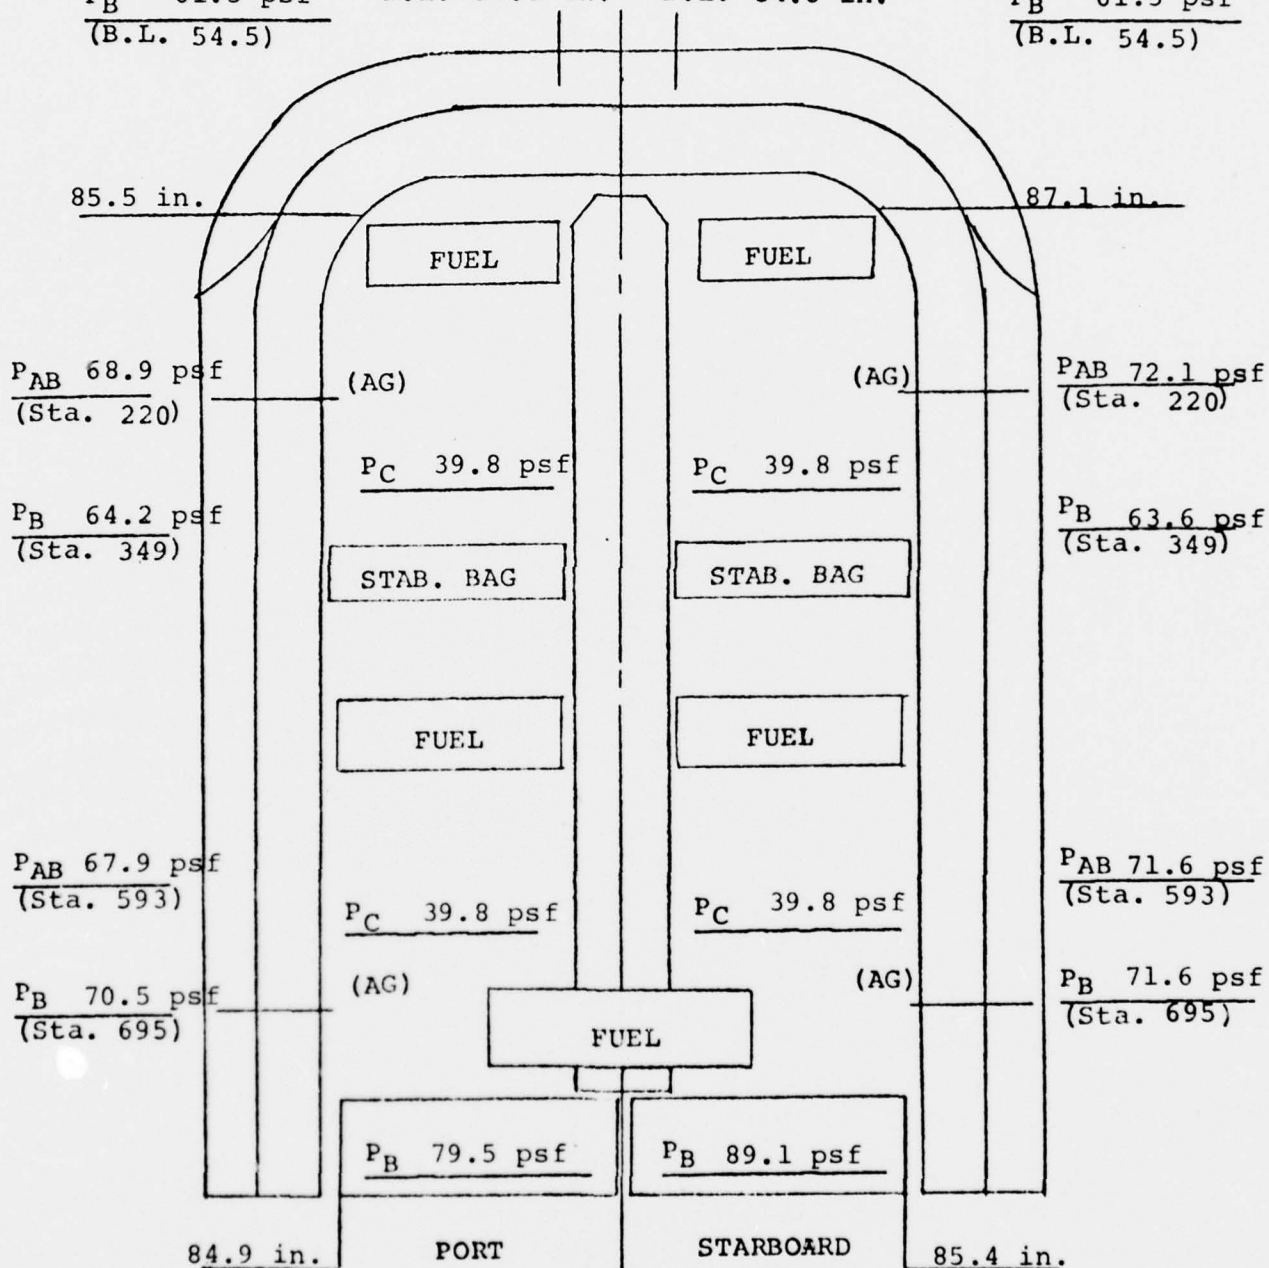 (B.L. 54.5)
(B.L. 54.5)
85.5 in.
87.1 in.
FUEL
FUEL
PAB 68.9 psf
(Sta. 220)
(AG)
(AG)
PAB 72.1 psf
(Sta. 220)
PC 39.8 psf
PC 39.8 psf
PB 64.2 psf
(Sta. 349)
PB 63.6 psf
(Sta. 349)
STAB. BAG
STAB. BAG
FUEL
FUEL
PAB 67.9 psf
(Sta. 593)
PAB 71.6 psf
(Sta. 593)
PC 39.8 psf
PC 39.8 psf
(AG)
(AG)
PB 70.5 psf
(Sta. 695)
PB 71.6 psf
(Sta. 695)
FUEL
PB 79.5 psf
PB 89.1 psf
84.9 in.
PORT
STARBOARD
85.4 in.